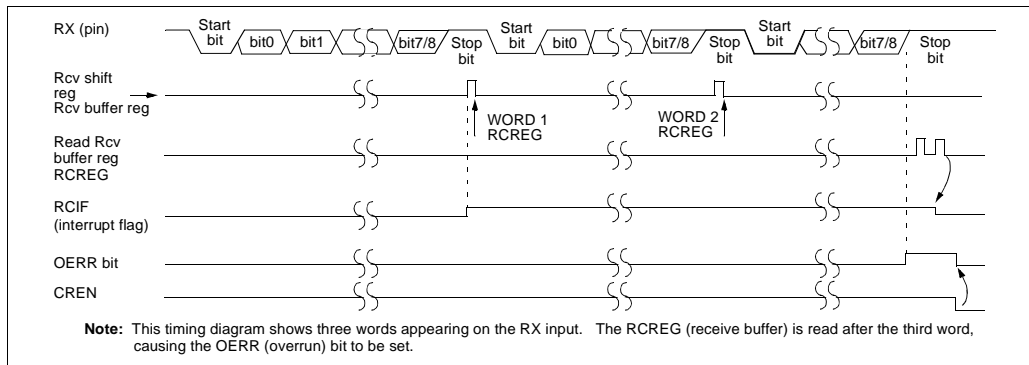 RX (pin)
Start bit
bit0
bit1
bit7/8
Stop bit
Start bit
bit0
bit7/8
Stop bit
Start bit
bit7/8
Stop bit
Rcv shift
reg
Rcv buffer reg
WORD 1
RCREG
WORD 2
RCREG
Read Rcv
buffer reg
RCREG
RCIF
(interrupt flag)
OERR bit
CREN
Note: This timing diagram shows three words appearing on the RX input. The RCREG (receive buffer) is read after the third word,
causing the OERR (overrun) bit to be set.